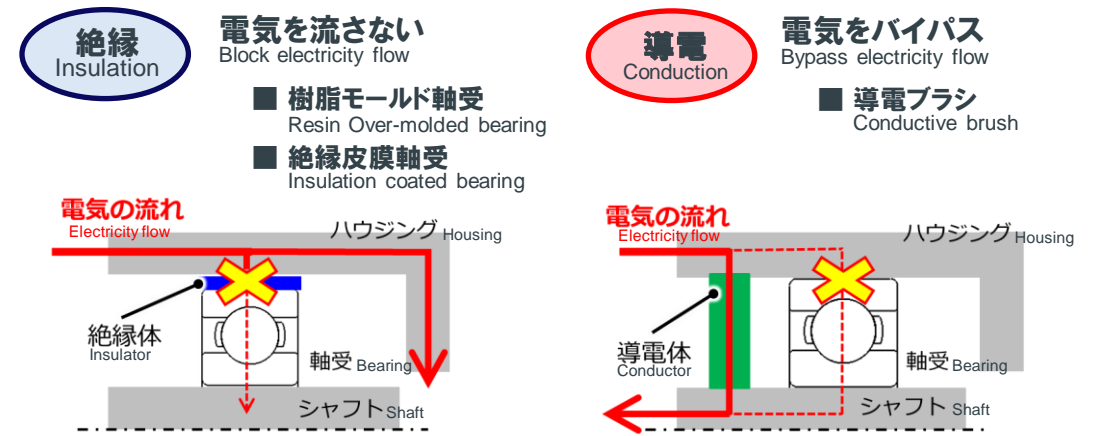 絶縁
Insulation
電気を流さない
Block electricity flow
■ 樹脂モールド軸受
Resin Over-molded bearing
■ 絶縁皮膜軸受
Insulation coated bearing
電気の流れ
Electricity flow
ハウジング Housing
絶縁体
Insulator
軸受 Bearing
シャフト Shaft
導電
Conduction
電気をバイパス
Bypass electricity flow
■ 導電ブラシ
Conductive brush
電気の流れ
Electricity flow
ハウジング Housing
導電体
Conductor
軸受 Bearing
シャフト Shaft